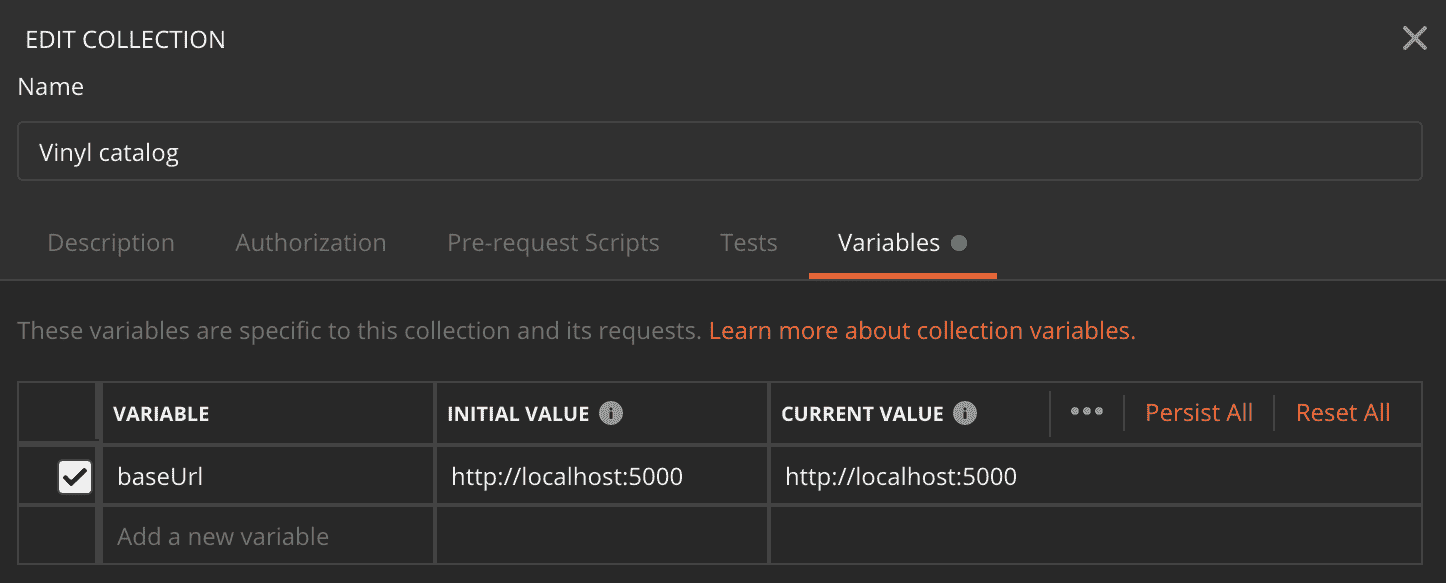 EDIT COLLECTION
Name
Vinyl catalog
Description Authorization Pre-request Scripts Tests Variables
These variables are specific to this collection and its requests. Learn more about collection variables.
VARIABLE INITIAL VALUE CURRENT VALUE Persist All Reset All
baseUrl http://localhost:5000 http://localhost:5000
Add a new variable